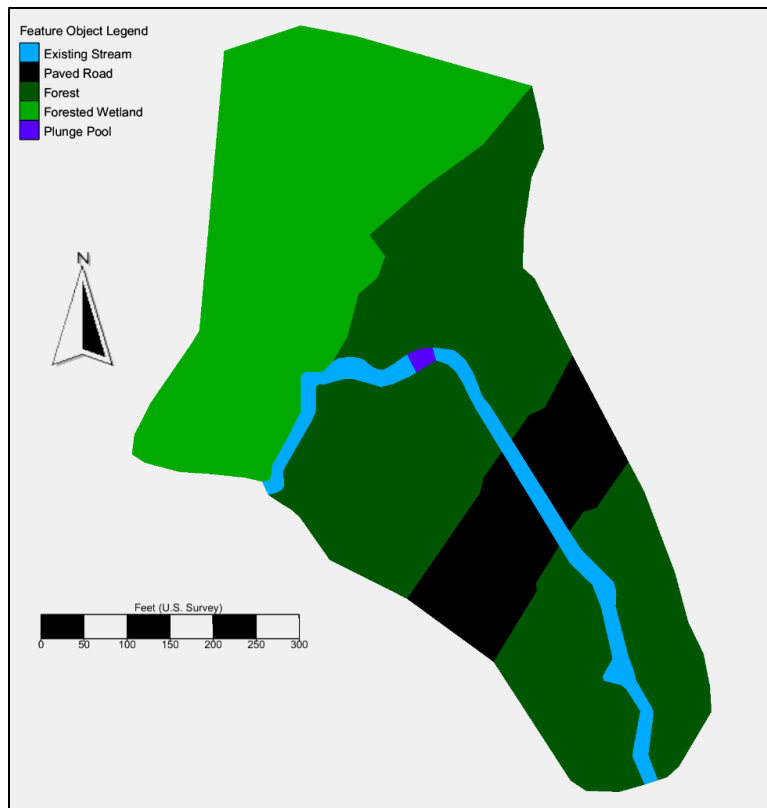 Feature Object Legend
Existing Stream
Paved Road
Forest
Forested Wetland
Plunge Pool
N
Feet (U.S. Survey)
0 50 100 150 200 250 300